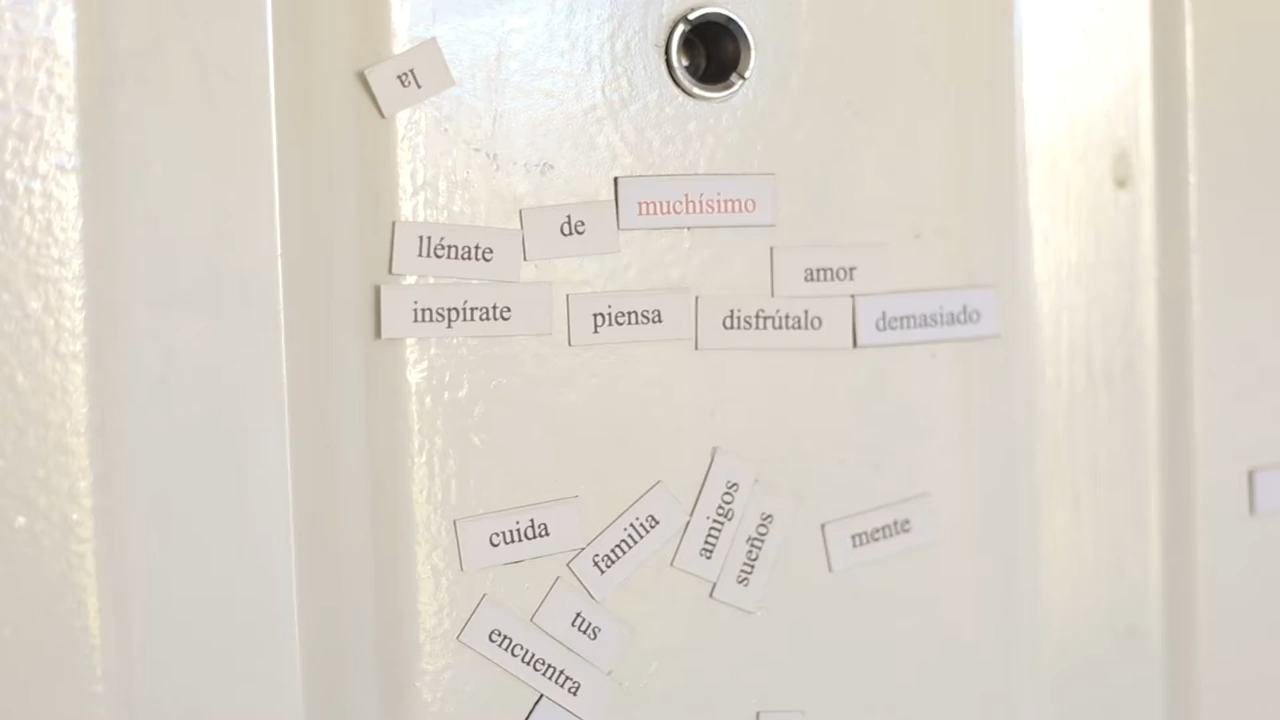 la
llénate de muchísimo
amor
inspírate piensa disfrútalo demasiado
cuida familia amigos sueños mente
tus
encuentra